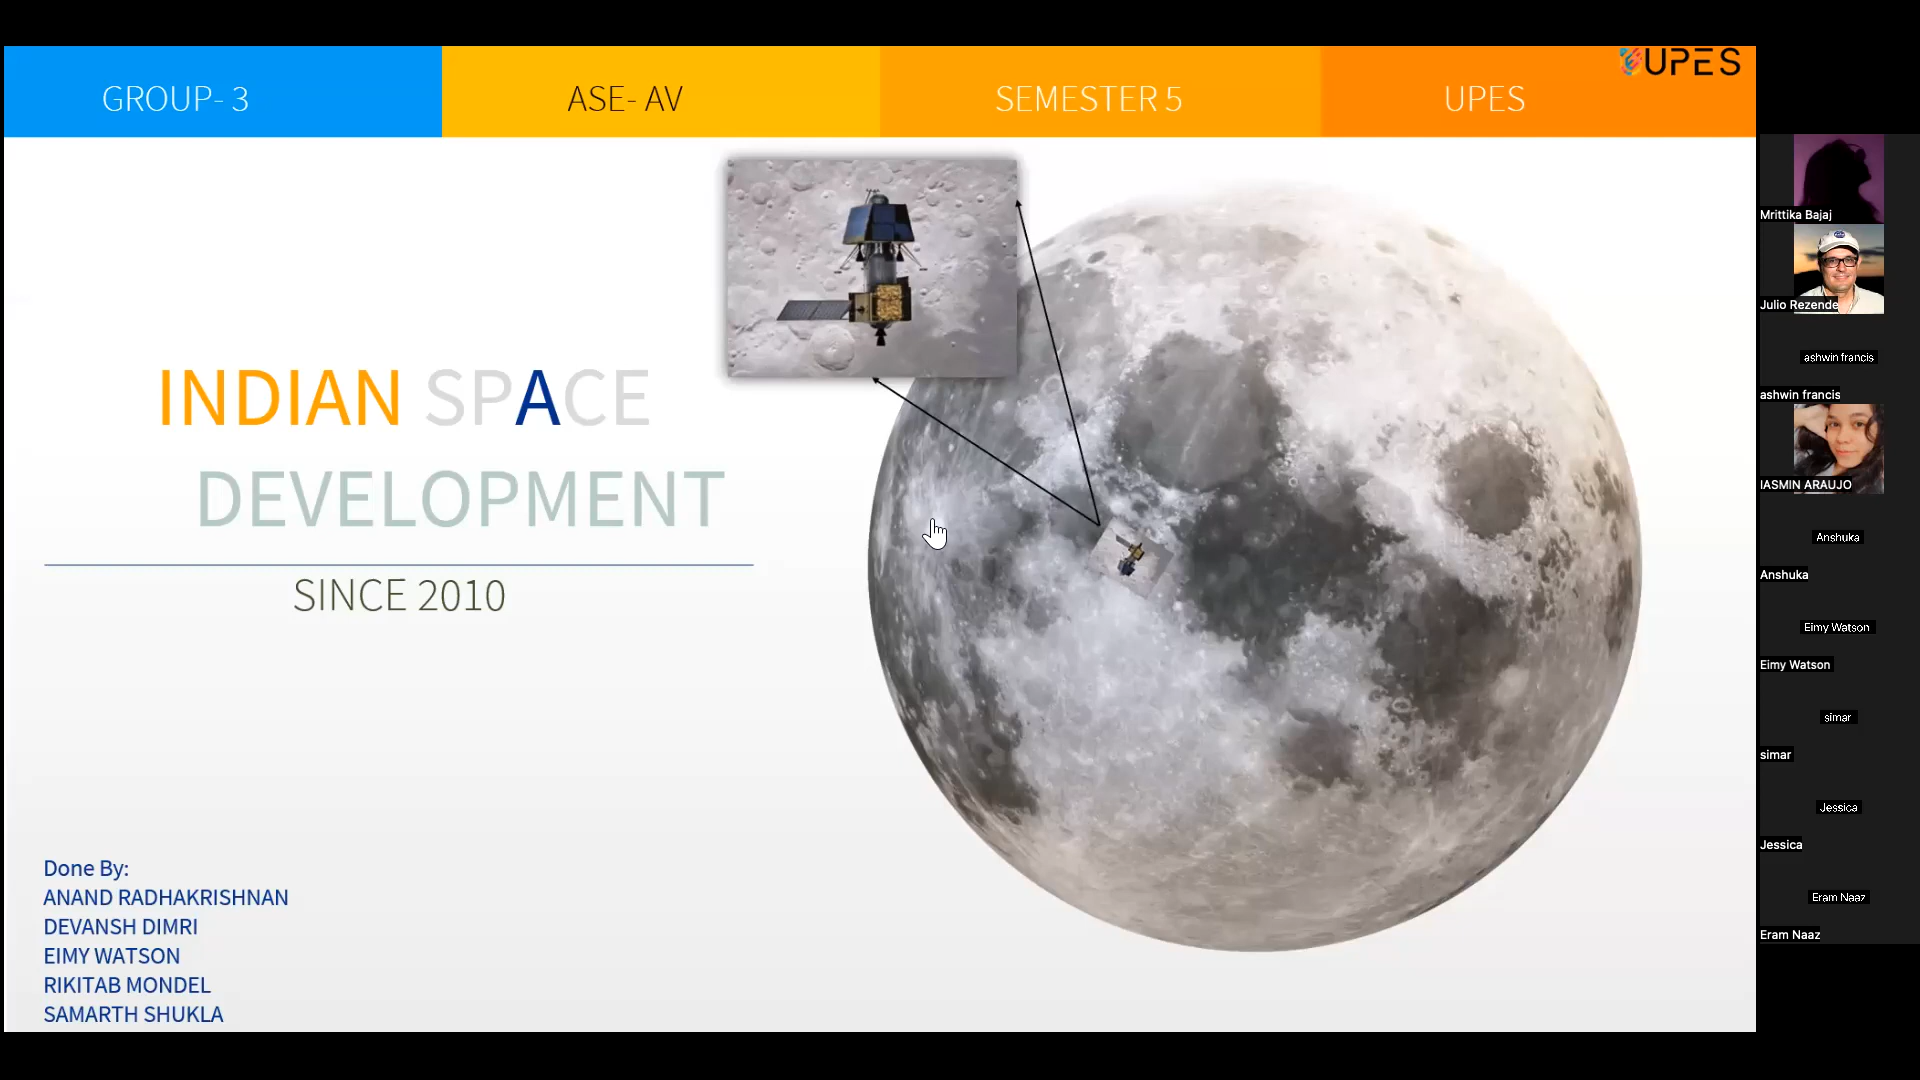 GROUP- 3
ASE- AV
SEMESTER 5
UPES
UPES
INDIAN SPACE
DEVELOPMENT
SINCE 2010
Done By:
ANAND RADHAKRISHNAN
DEVANSH DIMRI
EIMY WATSON
RIKITAB MONDEL
SAMARTH SHUKLA
Mrittika Bajaj
Julio Rezende
ashwin francis
ashwin francis
IASMIN ARAUJO
Anshuka
Anshuka
Eimy Watson
Eimy Watson
simar
simar
Jessica
Jessica
Eram Naaz
Eram Naaz